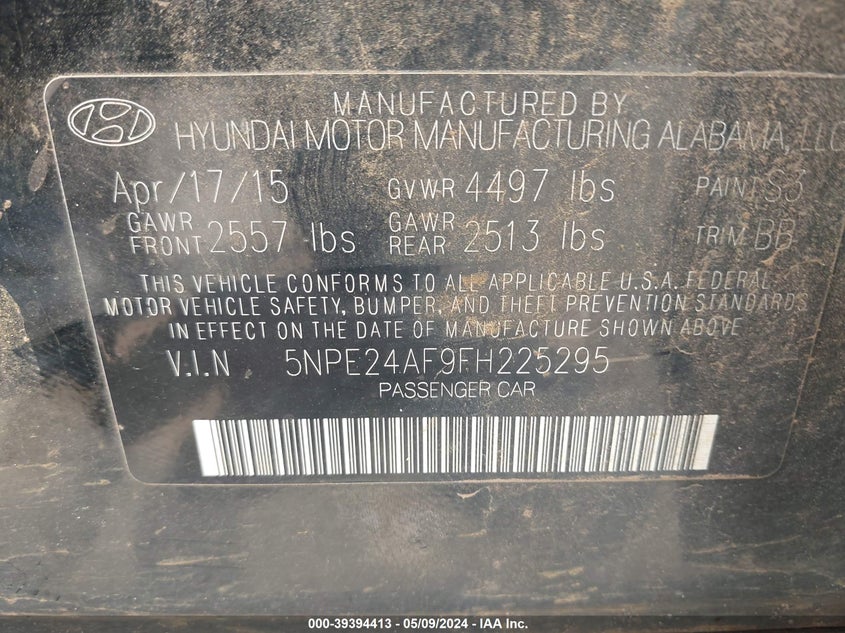 MANUFACTURED BY
HYUNDAI MOTOR MANUFACTURING ALABAMA, LLC
Apr/17/15 GVWR 4497 lbs PAINT S3
GAWR FRONT 2557 lbs GAWR REAR 2513 lbs TRIM BB
THIS VEHICLE CONFORMS TO ALL APPLICABLE U.S.A. FEDERAL
MOTOR VEHICLE SAFETY, BUMPER, AND THEFT PREVENTION STANDARDS
IN EFFECT ON THE DATE OF MANUFACTURE SHOWN ABOVE.
V.I.N 5NPE24AF9FH225295
PASSENGER CAR
000-39394413 - 05/09/2024 - IAA Inc.